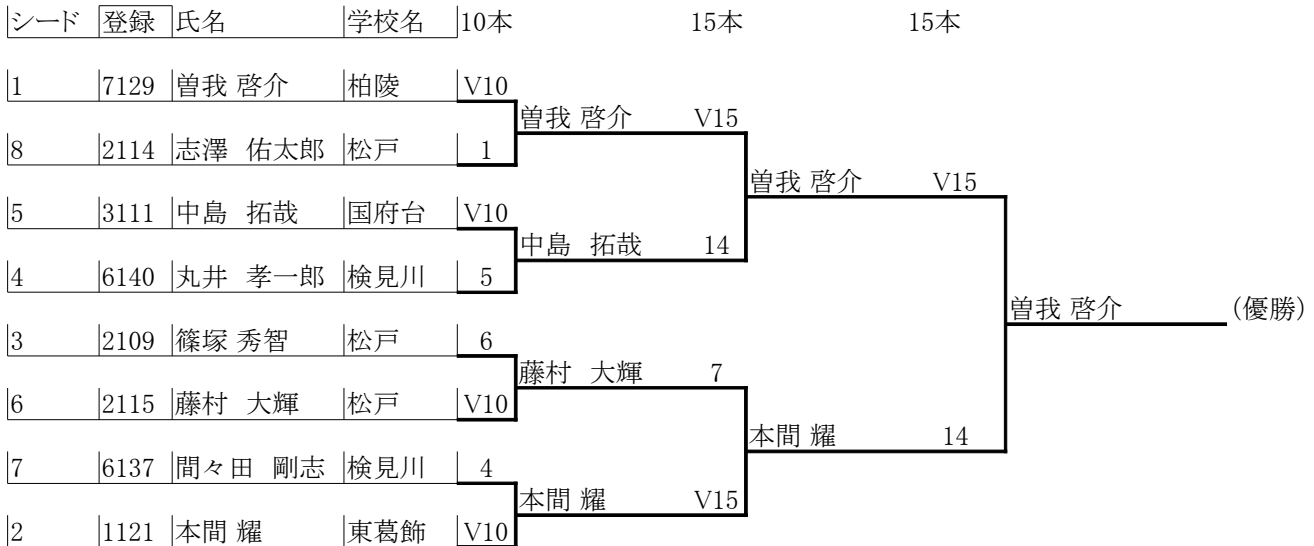 シード 登録 氏名 学校名 10本 15本 15本
1 7129 曽我 啓介 柏陵 V10
曽我 啓介 V15
8 2114 志澤 佑太郎 松戸 1
曽我 啓介 V15
5 3111 中島 拓哉 国府台 V10
中島 拓哉 14
4 6140 丸井 孝一郎 検見川 5
曽我 啓介 (優勝)
3 2109 篠塚 秀智 松戸 6
藤村 大輝 7
6 2115 藤村 大輝 松戸 V10
本間 耀 14
7 6137 間々田 剛志 検見川 4
本間 耀 V15
2 1121 本間 耀 東葛飾 V10